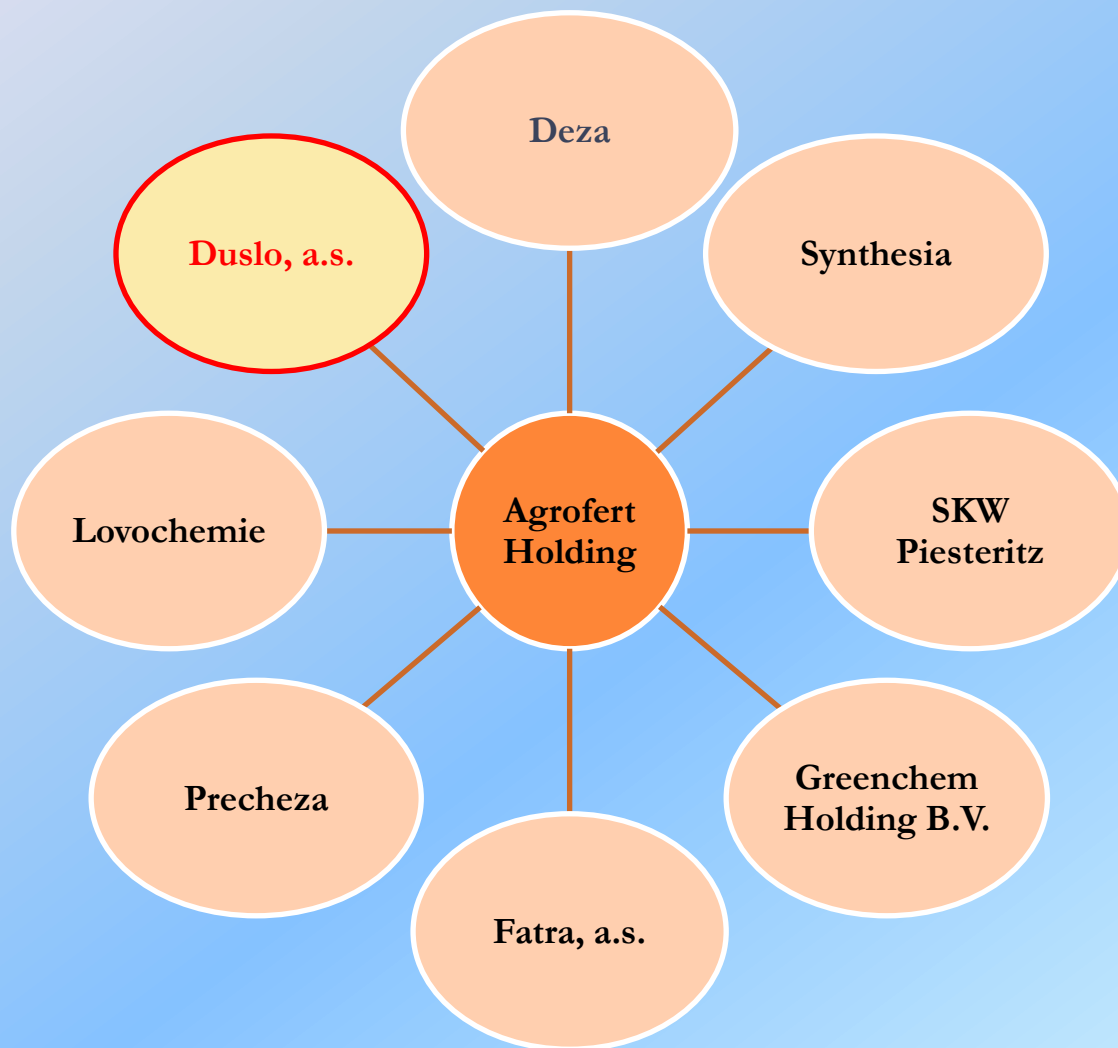 Deza
Duslo, a.s.
Synthesia
Lovochemie
Agrofert
Holding
SKW
Piesteritz
Precheza
Greenchem
Holding B.V.
Fatra, a.s.